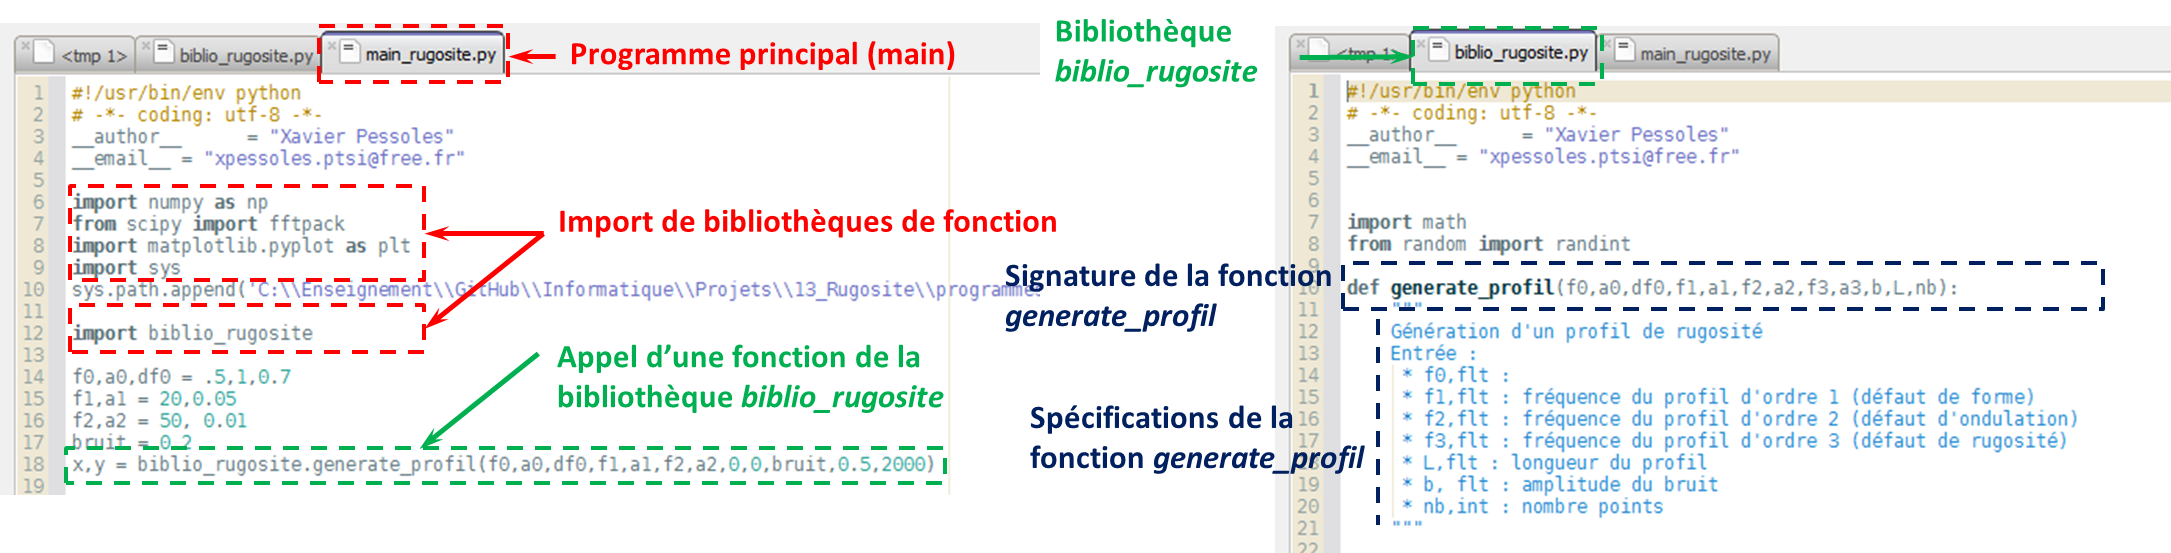 <tmp 1>
biblio_rugosite.py
main_rugosite.py
Programme principal (main)
1 #!/usr/bin/env python
2 # -*- coding: utf-8 -*-
3 __author__ = "Xavier Pessoles"
4 __email__ = "xpessoles.ptsi@free.fr"
5
6 import numpy as np
7 from scipy import fftpack
8 import matplotlib.pyplot as plt
9 import sys
10 sys.path.append('C:\\Enseignement\\GitHub\\Informatique\\Projets\\13_Rugosite\\programme
11
12 import biblio_rugosite
13
14 f0,a0,df0 = .5,1,0.7
15 f1,a1 = 20,0.05
16 f2,a2 = 50, 0.01
17 bruit = 0.2
18 x,y = biblio_rugosite.generate_profil(f0,a0,df0,f1,a1,f2,a2,0,0,bruit,0.5,2000)
19
Import de bibliothèques de fonction
Appel d'une fonction de la
bibliothèque biblio_rugosite
Bibliothèque
biblio_rugosite
Signature de la fonction
generate_profil
Spécifications de la
fonction generate_profil
<tmp 1>
biblio_rugosite.py
main_rugosite.py
1 #!/usr/bin/env python
2 # -*- coding: utf-8 -*-
3 __author__ = "Xavier Pessoles"
4 __email__ = "xpessoles.ptsi@free.fr"
5
6
7 import math
8 from random import randint
9
10 def generate_profil(f0,a0,df0,f1,a1,f2,a2,f3,a3,b,L,nb):
11 """
12 Génération d'un profil de rugosité
13 Entrée :
14 * f0,flt :
15 * f1,flt : fréquence du profil d'ordre 1 (défaut de forme)
16 * f2,flt : fréquence du profil d'ordre 2 (défaut d'ondulation)
17 * f3,flt : fréquence du profil d'ordre 3 (défaut de rugosité)
18 * L,flt : longueur du profil
19 * b, flt : amplitude du bruit
20 * nb,int : nombre points
21 """
22